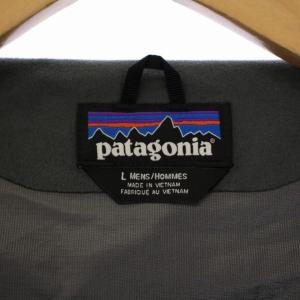 patagonia®
L MENS/HOMMES
MADE IN VIETNAM
FABRIQUÉ AU VIETNAM